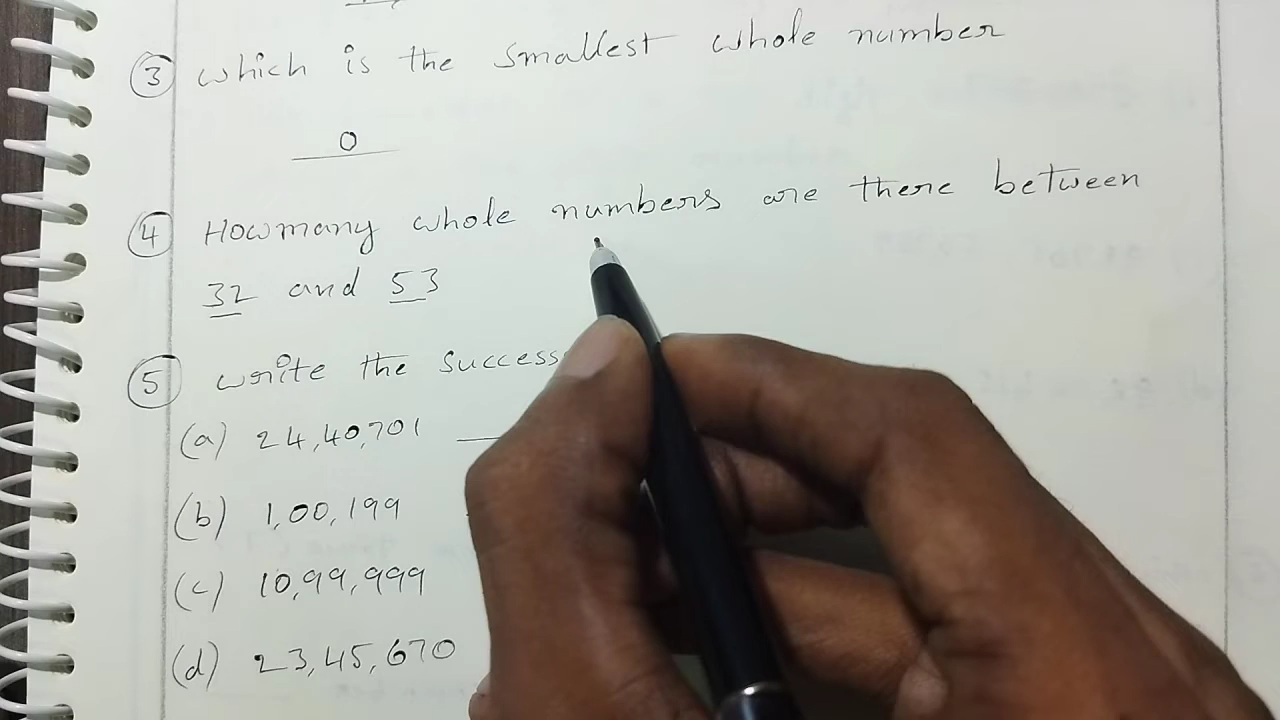 ③ which is the smallest whole number
0
④ Howmany whole numbers are there between
32 and 53
⑤ write the
(a) 24,40,701
(b) 1,00,199
(c) 10,99,999
(d) 23,45,670